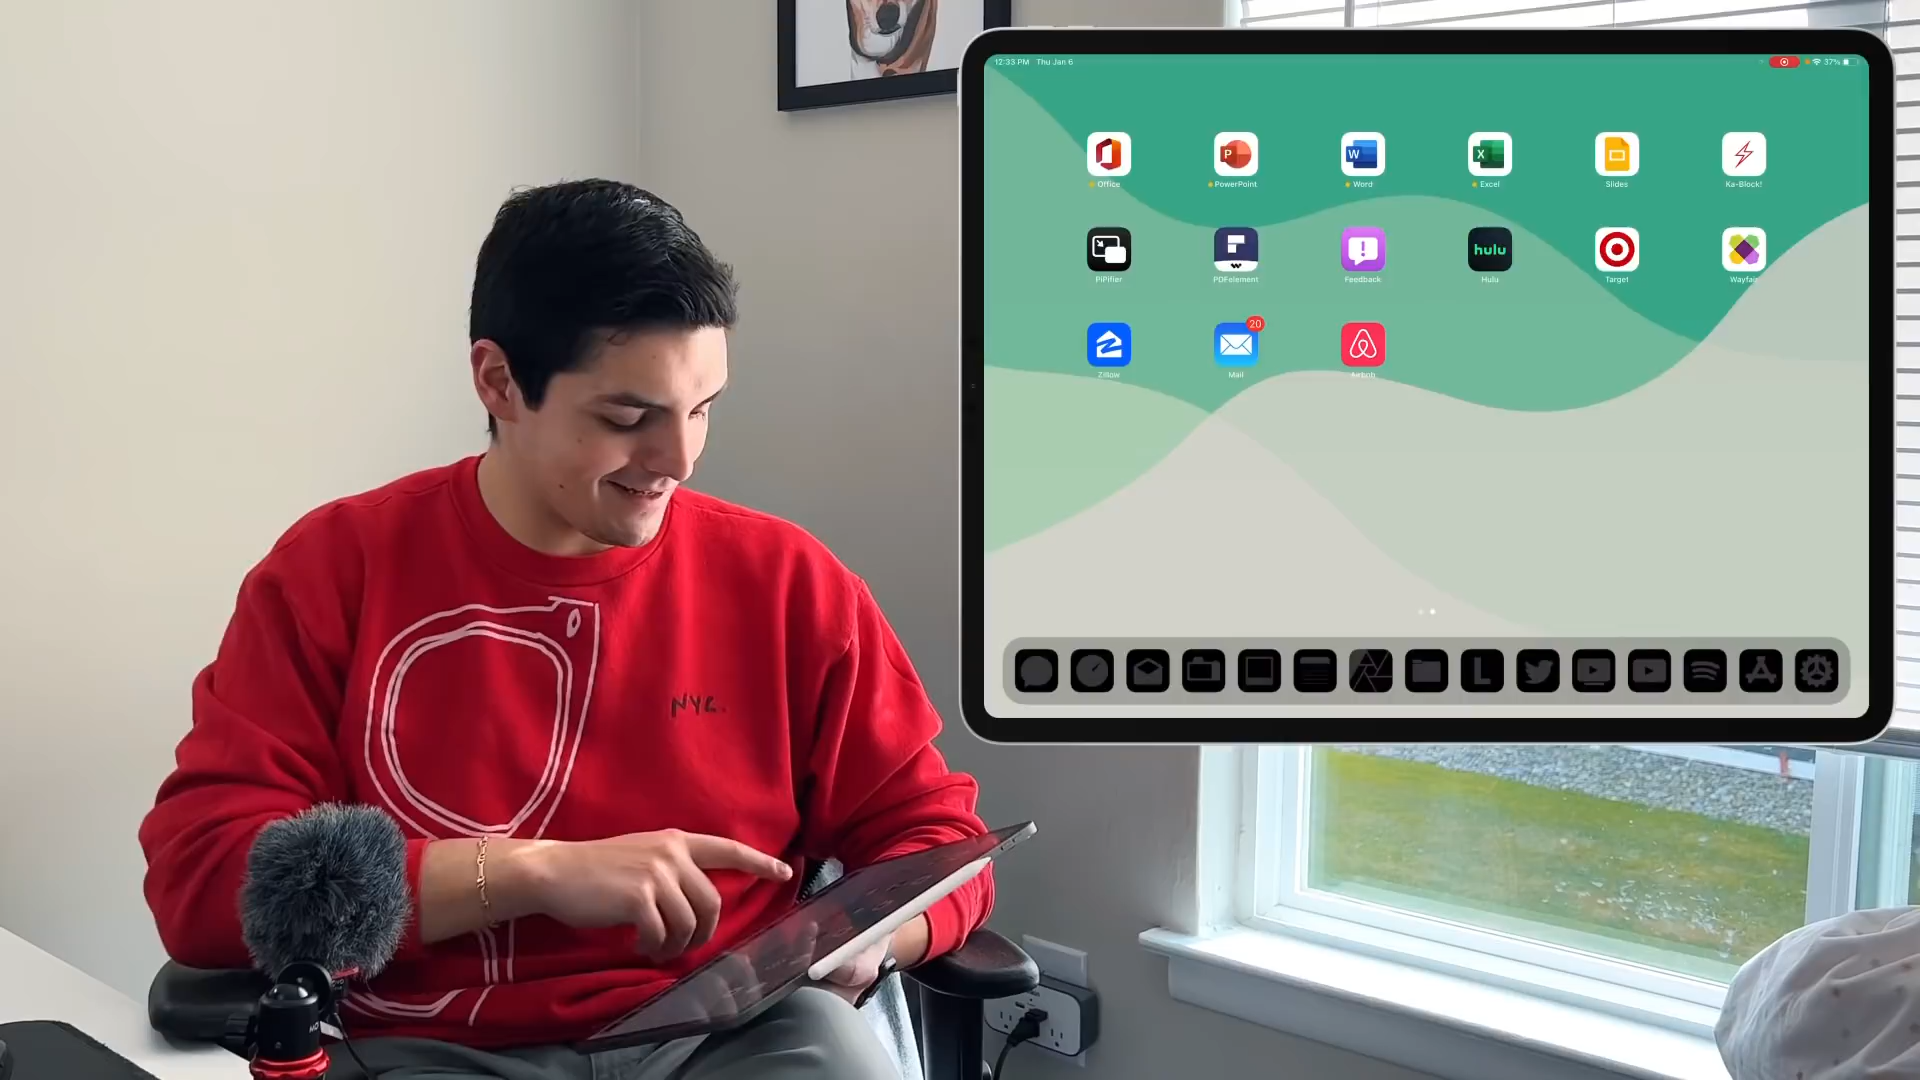 12:33 PM Thu Jan 6
37%
Office
PowerPoint
Word
Excel
Slides
Ka-Block!
PiPifier
PDFelement
Feedback
hulu
Hulu
Target
Wayfair
Zillow
20
Mail
Airbnb
L
NYC.